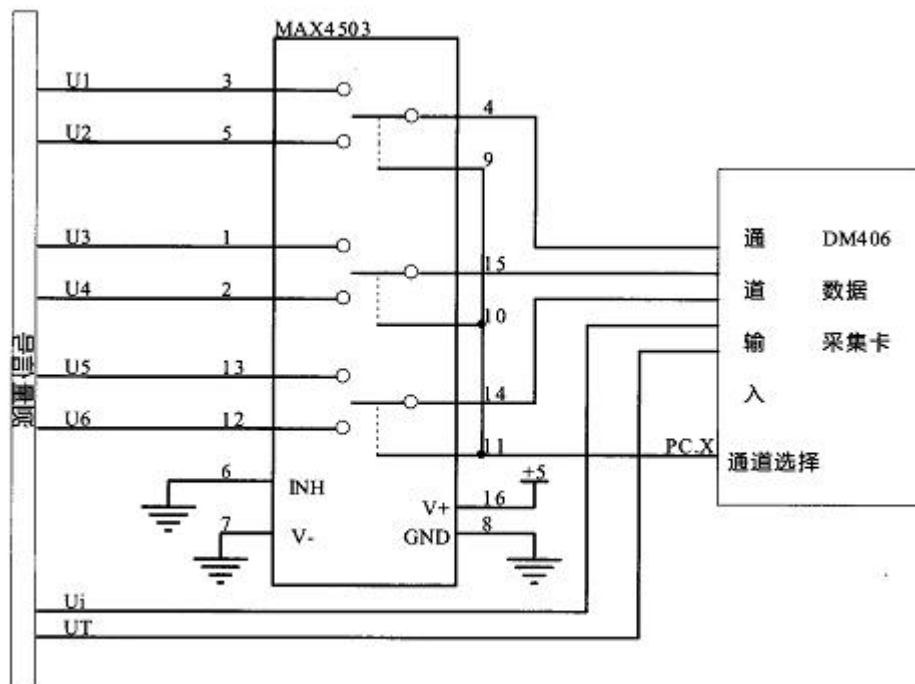 MAX4503
U1 3
4
U2 5
9
U3 1
通 DM406
15
U4 2
道 数据
10
输 采集卡
U5 13
14
入
U6 12
11 PC.X 通道选择
6 INH +5
V+ 16
7 V- GND 8
Ui
UT